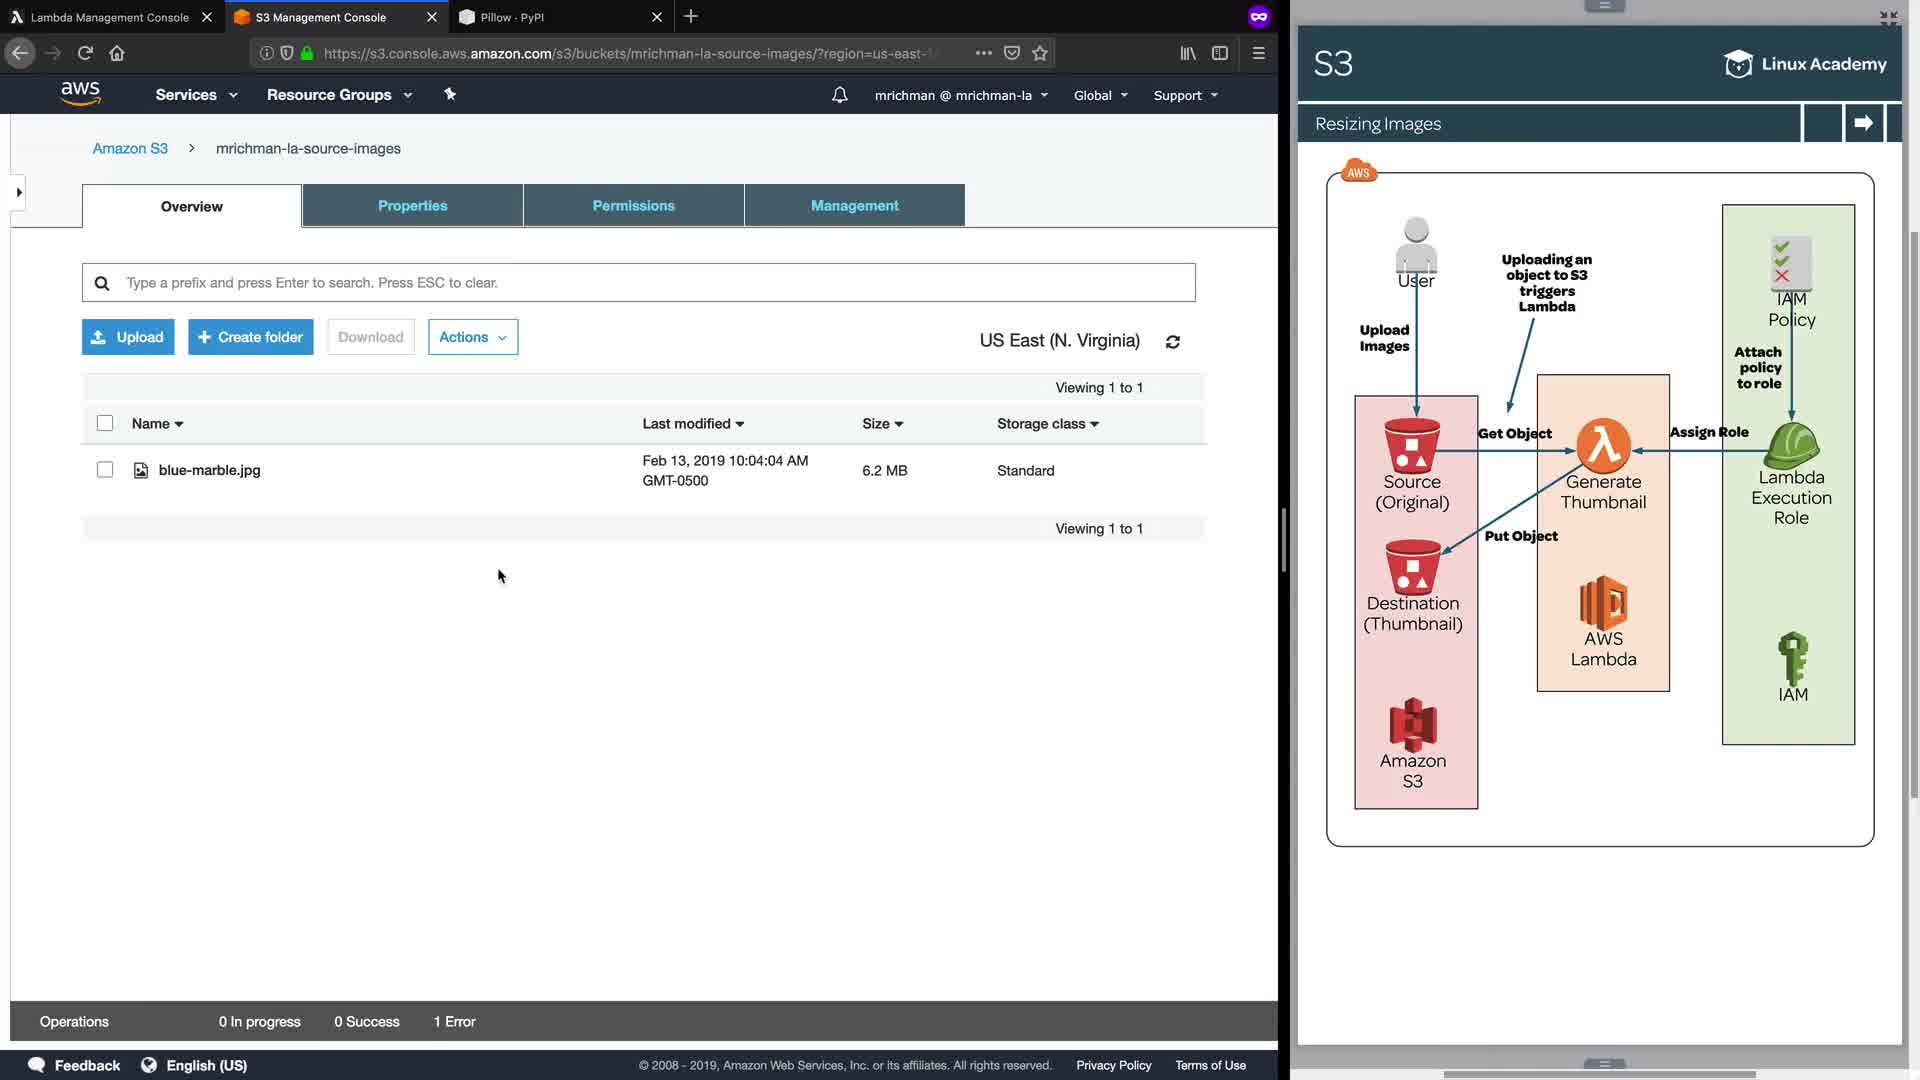 Lambda Management Console
S3 Management Console
Pillow · PyPI
https://s3.console.aws.amazon.com/s3/buckets/mrichman-la-source-images/?region=us-east-
aws
Services
Resource Groups
mrichman @ mrichman-la
Global
Support
Amazon S3
mrichman-la-source-images
Overview
Properties
Permissions
Management
Type a prefix and press Enter to search. Press ESC to clear.
Upload
Create folder
Download
Actions
US East (N. Virginia)
Viewing 1 to 1
Name
Last modified
Size
Storage class
blue-marble.jpg
Feb 13, 2019 10:04:04 AM
GMT-0500
6.2 MB
Standard
Viewing 1 to 1
Operations
0 In progress
0 Success
1 Error
Feedback
English (US)
© 2008 - 2019, Amazon Web Services, Inc. or its affiliates. All rights reserved.
Privacy Policy
Terms of Use
S3
Linux Academy
Resizing Images
AWS
User
Uploading an
object to S3
triggers
Lambda
Upload
Images
IAM
Policy
Attach
policy
to role
Get Object
Assign Role
Source
(Original)
Generate
Thumbnail
Lambda
Execution
Role
Put Object
Destination
(Thumbnail)
AWS
Lambda
IAM
Amazon
S3